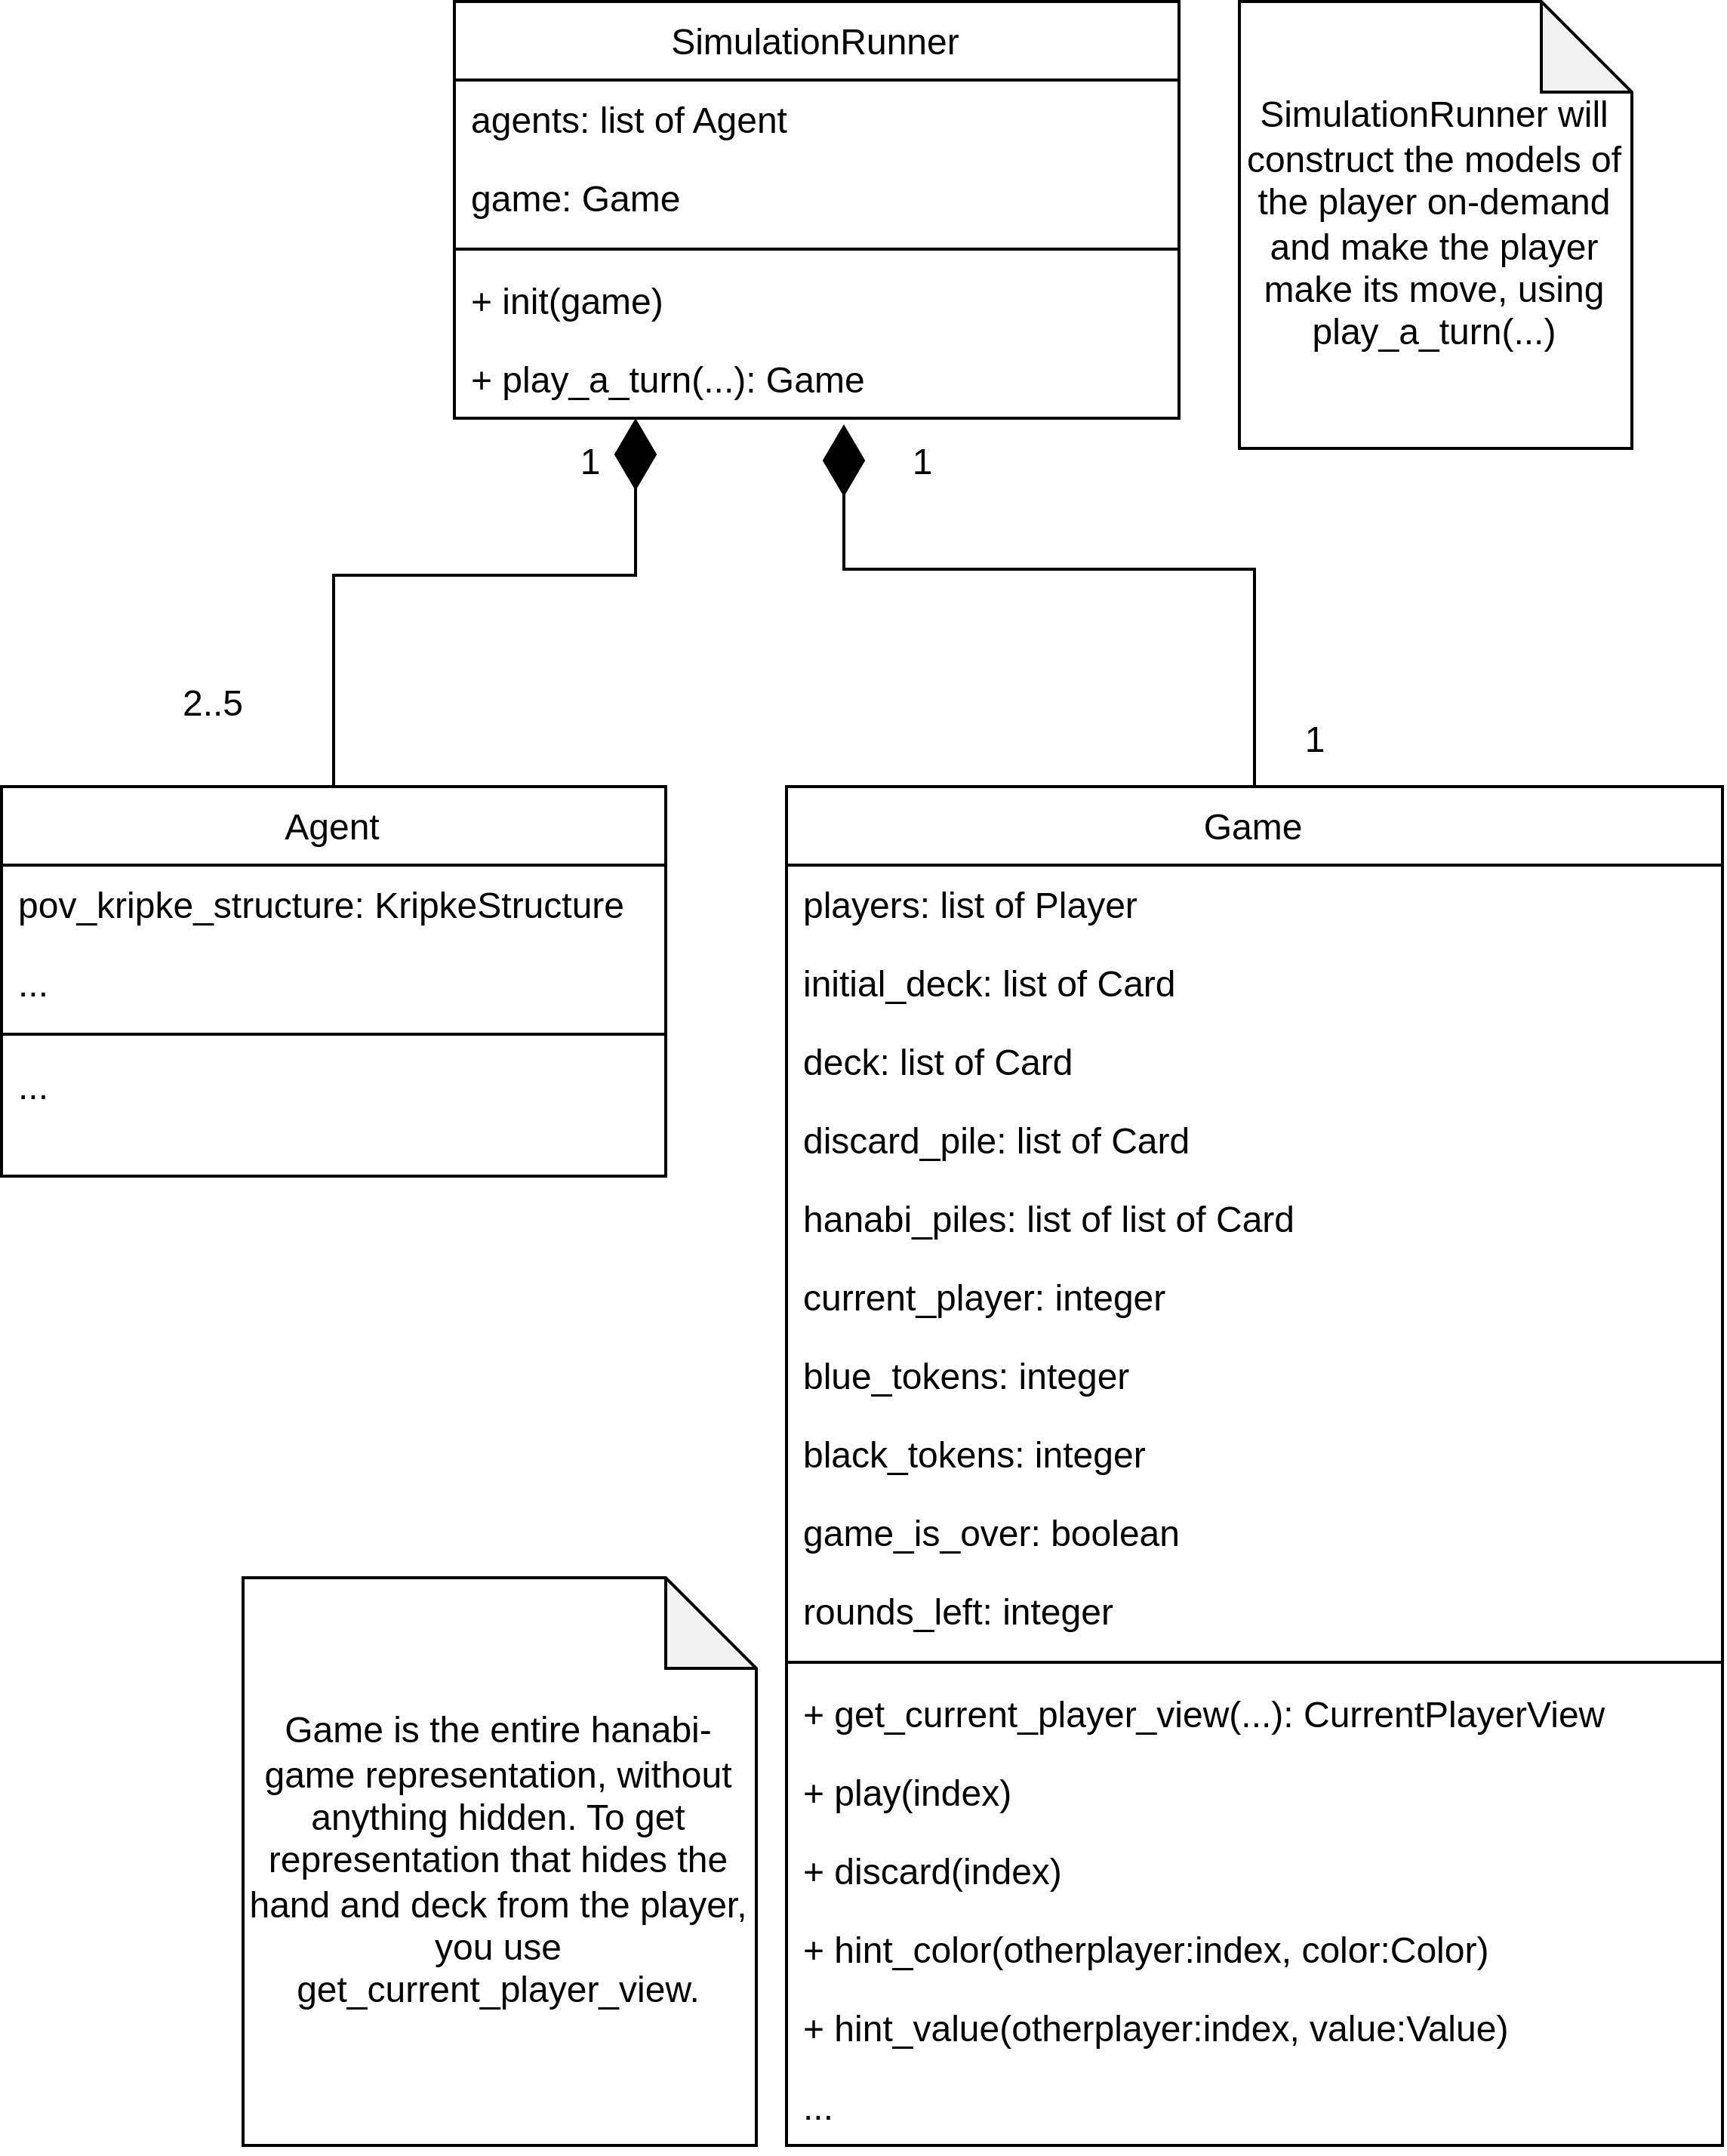 SimulationRunner
agents: list of Agent
game: Game
+ init(game)
+ play_a_turn(...): Game
SimulationRunner will
construct the models of
the player on-demand
and make the player
make its move, using
play_a_turn(...)
1
1
2..5
1
Agent
pov_kripke_structure: KripkeStructure
...
...
Game
players: list of Player
initial_deck: list of Card
deck: list of Card
discard_pile: list of Card
hanabi_piles: list of list of Card
current_player: integer
blue_tokens: integer
black_tokens: integer
game_is_over: boolean
rounds_left: integer
+ get_current_player_view(...): CurrentPlayerView
+ play(index)
+ discard(index)
+ hint_color(otherplayer:index, color:Color)
+ hint_value(otherplayer:index, value:Value)
...
Game is the entire hanabi-
game representation, without
anything hidden. To get
representation that hides the
hand and deck from the player,
you use
get_current_player_view.